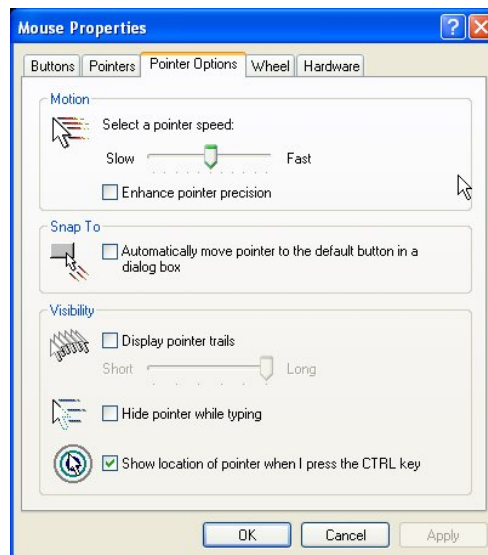 Mouse Properties
Buttons Pointers Pointer Options Wheel Hardware
Motion
Select a pointer speed:
Slow Fast
Enhance pointer precision
Snap To
Automatically move pointer to the default button in a
dialog box
Visibility
Display pointer trails
Short Long
Hide pointer while typing
Show location of pointer when I press the CTRL key
OK Cancel Apply